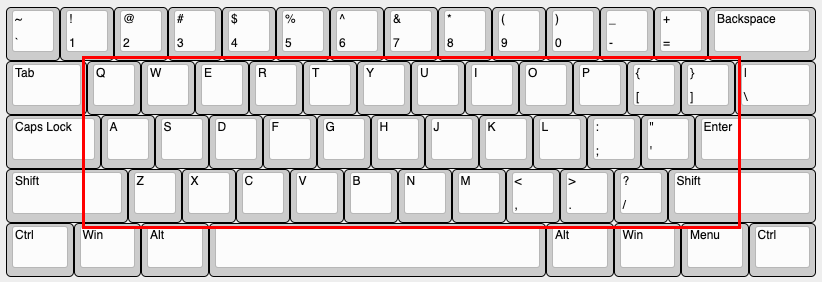 ~ ! @ # $ % ^ & * ( ) _ + Backspace
` 1 2 3 4 5 6 7 8 9 0 - =
Tab Q W E R T Y U I O P { } |
[ ] \
Caps Lock A S D F G H J K L : " Enter
; '
Shift Z X C V B N M < > ? Shift
, . /
Ctrl Win Alt Alt Win Menu Ctrl